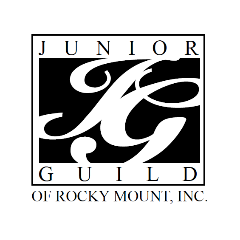 JUNIOR
JG
GUILD
OF ROCKY MOUNT, INC.